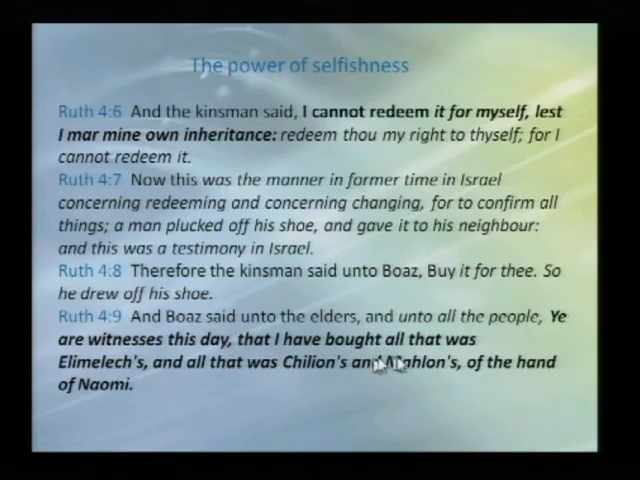 The power of selfishness
Ruth 4:6 And the kinsman said, I cannot redeem it for myself, lest
I mar mine own inheritance: redeem thou my right to thyself; for I
cannot redeem it.
Ruth 4:7 Now this was the manner in former time in Israel
concerning redeeming and concerning changing, for to confirm all
things; a man plucked off his shoe, and gave it to his neighbour:
and this was a testimony in Israel.
Ruth 4:8 Therefore the kinsman said unto Boaz, Buy it for thee. So
he drew off his shoe.
Ruth 4:9 And Boaz said unto the elders, and unto all the people, Ye
are witnesses this day, that I have bought all that was
Elimelech's, and all that was Chilion's and Mahlon's, of the hand
of Naomi.